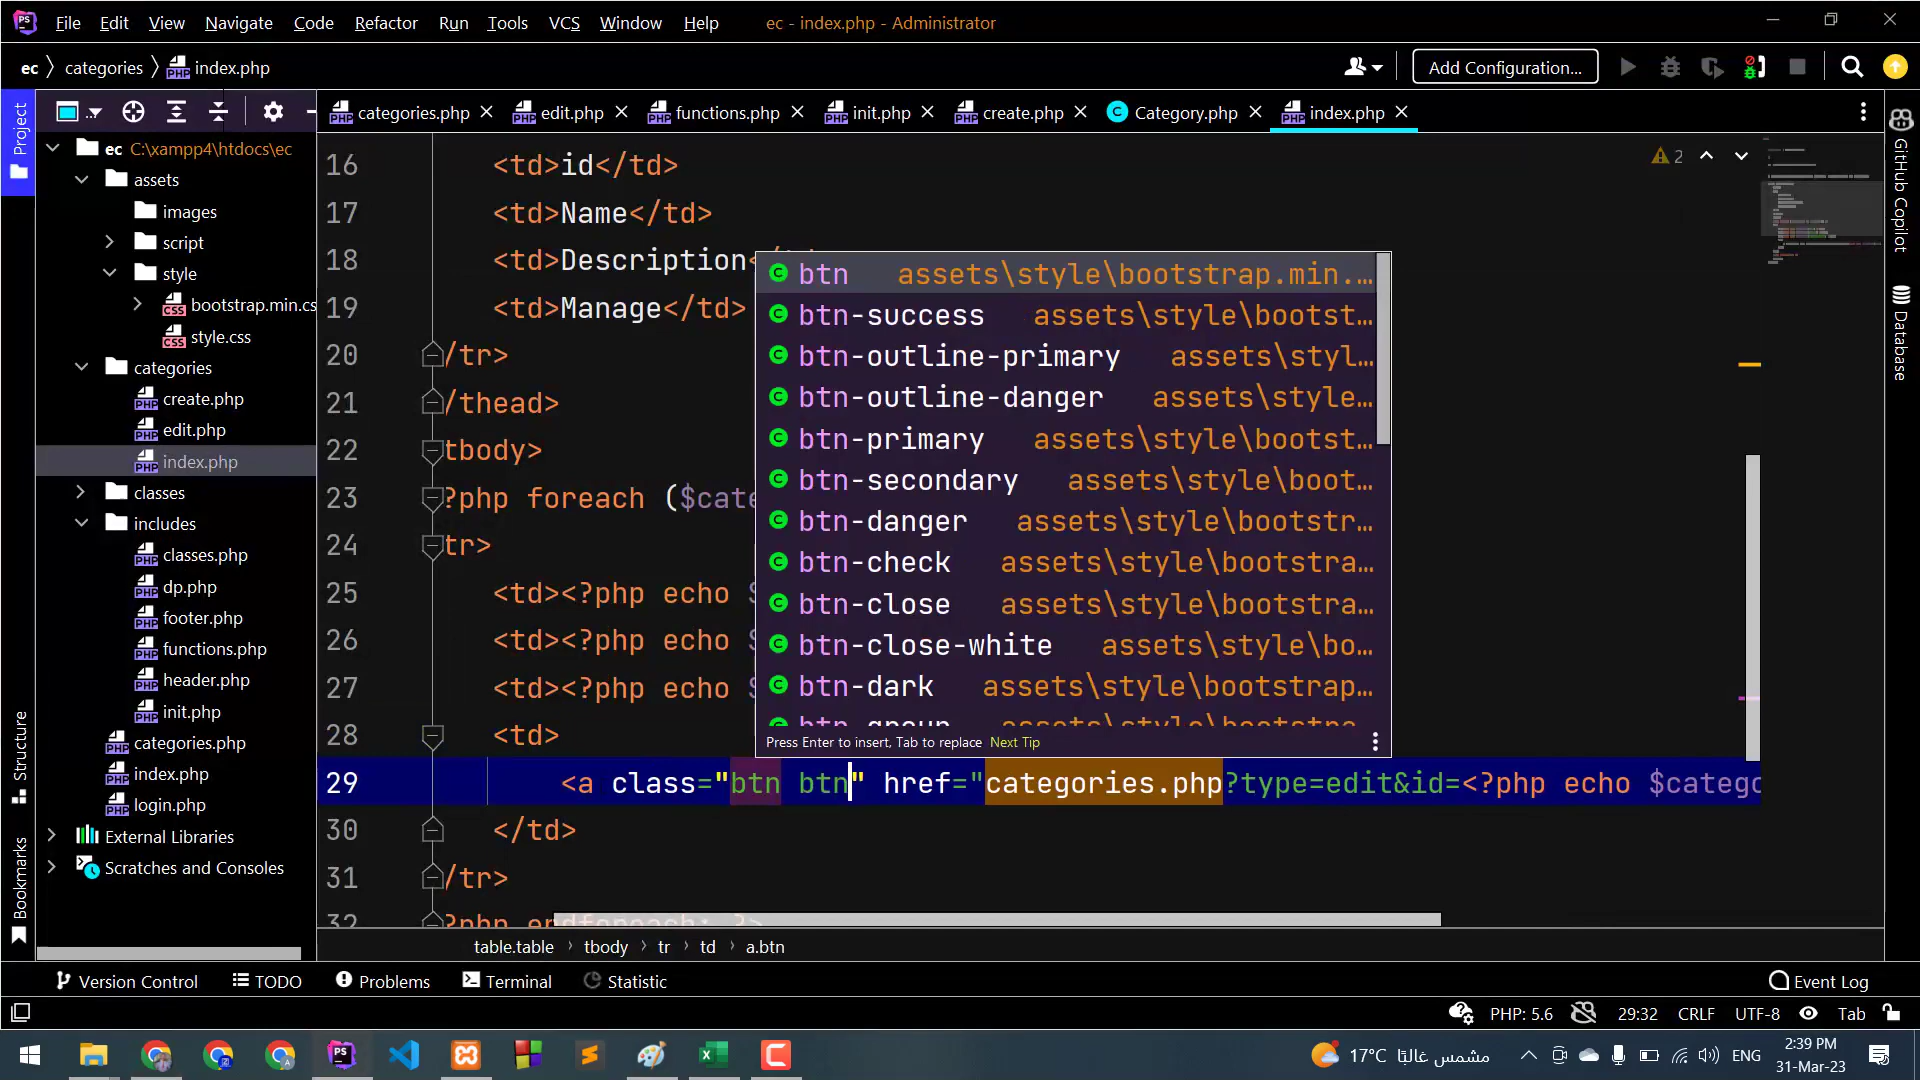 File Edit View Navigate Code Refactor Run Tools VCS Window Help ec - index.php - Administrator
ec categories index.php Add Configuration...
categories.php edit.php functions.php init.php create.php Category.php index.php
Project
ec C:\xampp4\htdocs\ec
assets
images
script
style
bootstrap.min.cs
style.css
categories
create.php
edit.php
index.php
classes
includes
classes.php
dp.php
footer.php
functions.php
header.php
init.php
categories.php
index.php
login.php
External Libraries
Scratches and Consoles
Structure
Bookmarks
16 <td>id</td>
17 <td>Name</td>
18 <td>Description<
19 <td>Manage</td>
20 /tr>
21 /thead>
22 tbody>
23 ?php foreach ($cate
24 tr>
25 <td><?php echo $
26 <td><?php echo $
27 <td><?php echo $
28 <td>
29 <a class="btn btn" href="categories.php?type=edit&id=<?php echo $catego
30 </td>
31 /tr>
32 ?php endforeach; ?>
btn assets\style\bootstrap.min.…
btn-success assets\style\bootst…
btn-outline-primary assets\styl…
btn-outline-danger assets\style…
btn-primary assets\style\bootst…
btn-secondary assets\style\boot…
btn-danger assets\style\bootstr…
btn-check assets\style\bootstra…
btn-close assets\style\bootstra…
btn-close-white assets\style\bo…
btn-dark assets\style\bootstrap…
btn-group assets\style\bootstra…
Press Enter to insert, Tab to replace Next Tip
2
GitHub Copilot
Database
table.table tbody tr td a.btn
Version Control TODO Problems Terminal Statistic Event Log
PHP: 5.6 29:32 CRLF UTF-8 Tab
17°C مشمس غالبًا ENG 2:39 PM
31-Mar-23